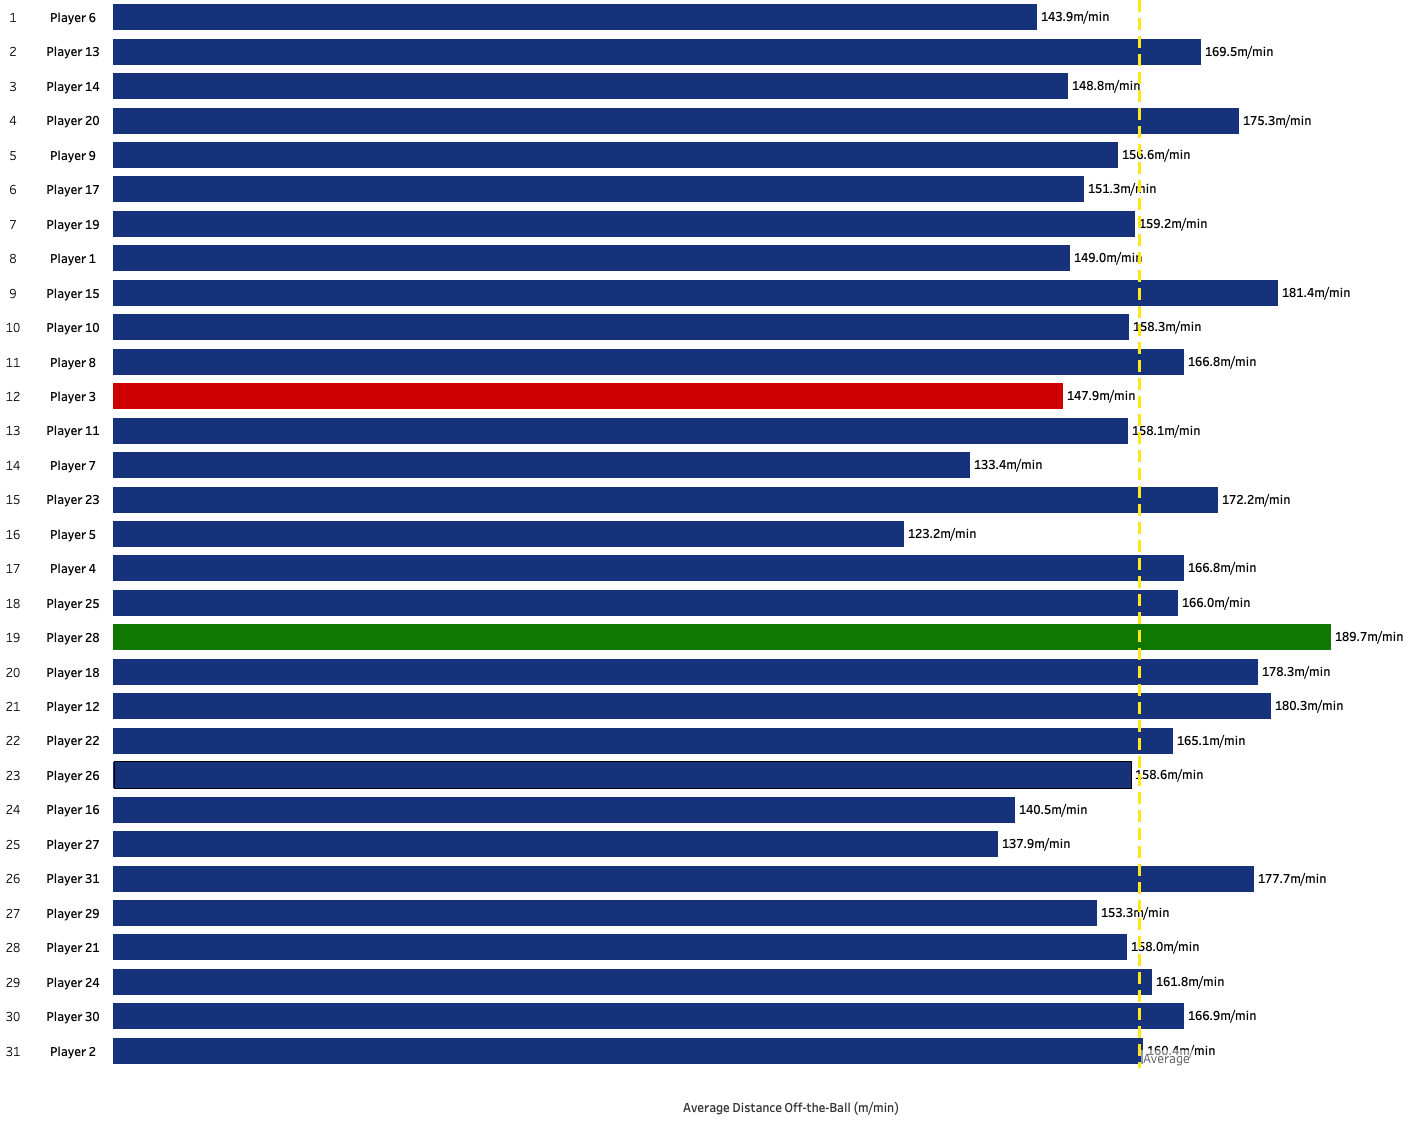 1 Player 6 143.9m/min
2 Player 13 169.5m/min
3 Player 14 148.8m/min
4 Player 20 175.3m/min
5 Player 9 156.6m/min
6 Player 17 151.3m/min
7 Player 19 159.2m/min
8 Player 1 149.0m/min
9 Player 15 181.4m/min
10 Player 10 158.3m/min
11 Player 8 166.8m/min
12 Player 3 147.9m/min
13 Player 11 158.1m/min
14 Player 7 133.4m/min
15 Player 23 172.2m/min
16 Player 5 123.2m/min
17 Player 4 166.8m/min
18 Player 25 166.0m/min
19 Player 28 189.7m/min
20 Player 18 178.3m/min
21 Player 12 180.3m/min
22 Player 22 165.1m/min
23 Player 26 158.6m/min
24 Player 16 140.5m/min
25 Player 27 137.9m/min
26 Player 31 177.7m/min
27 Player 29 153.3m/min
28 Player 21 158.0m/min
29 Player 24 161.8m/min
30 Player 30 166.9m/min
31 Player 2 160.4m/min
Average
Average Distance Off-the-Ball (m/min)